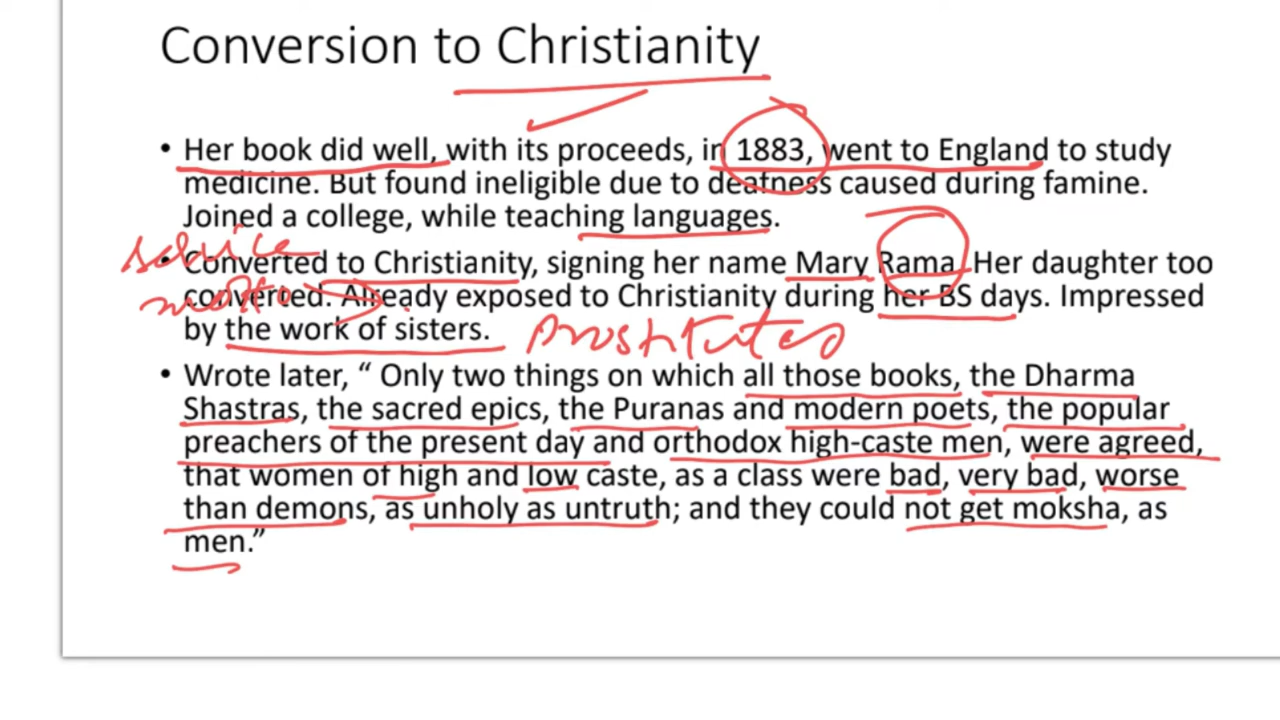 Conversion to Christianity
• Her book did well, with its proceeds, in 1883, went to England to study
medicine. But found ineligible due to deafness caused during famine.
Joined a college, while teaching languages.
• Converted to Christianity, signing her name Mary Rama. Her daughter too
converted. Already exposed to Christianity during her BS days. Impressed
by the work of sisters.
prostitutes
• Wrote later, “ Only two things on which all those books, the Dharma
Shastras, the sacred epics, the Puranas and modern poets, the popular
preachers of the present day and orthodox high-caste men, were agreed,
that women of high and low caste, as a class were bad, very bad, worse
than demons, as unholy as untruth; and they could not get moksha, as
men.”